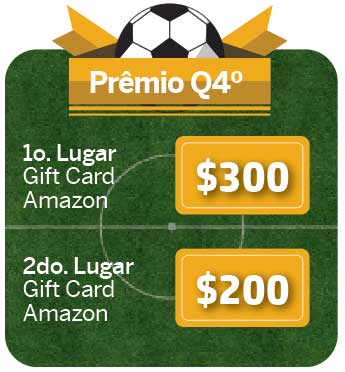 Prêmio Q4º
1o. Lugar
Gift Card
Amazon
$300
2do. Lugar
Gift Card
Amazon
$200